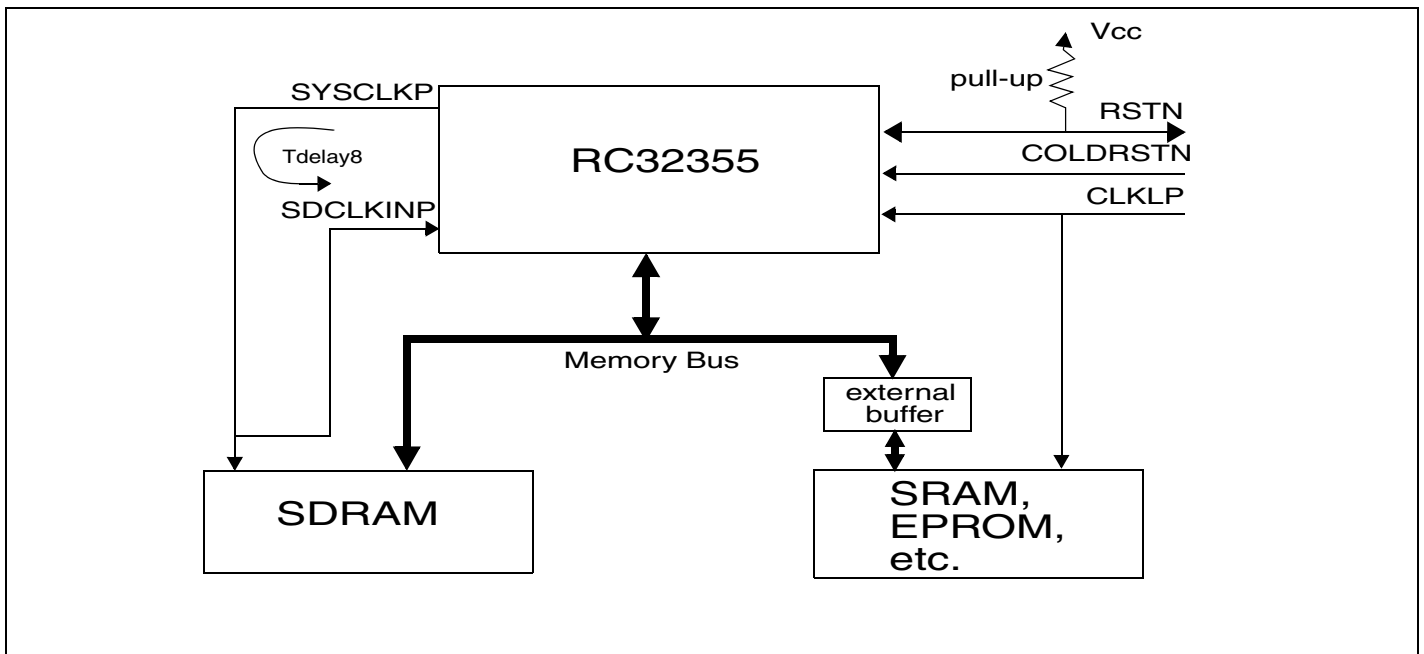 Vcc
pull-up
SYSCLKP
RSTN
Tdelay8
RC32355
COLDRSTN
CLKLP
SDCLKINP
Memory Bus
external
buffer
SDRAM
SRAM,
EPROM,
etc.